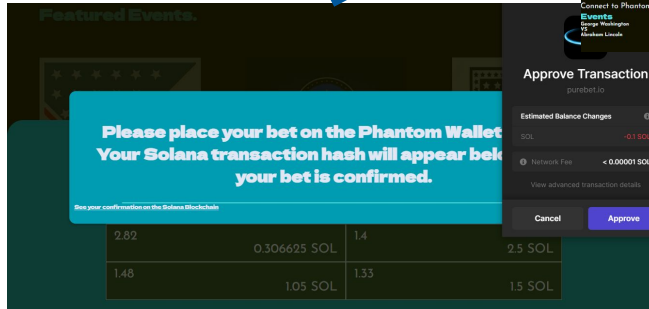 Featured Events.
Connect to Phantom
Events
George Washington
VS
Abraham Lincoln
Approve Transaction
purebet.io
Estimated Balance Changes
SOL
-0.1 SOL
Network Fee
< 0.00001 SOL
View advanced transaction details
Cancel
Approve
Please place your bet on the Phantom Wallet
Your Solana transaction hash will appear
your bet is confirmed.
See your confirmation on the Solana Blockchain
2.82
0.306625 SOL
1.4
2.5 SOL
1.48
1.05 SOL
1.33
1.5 SOL